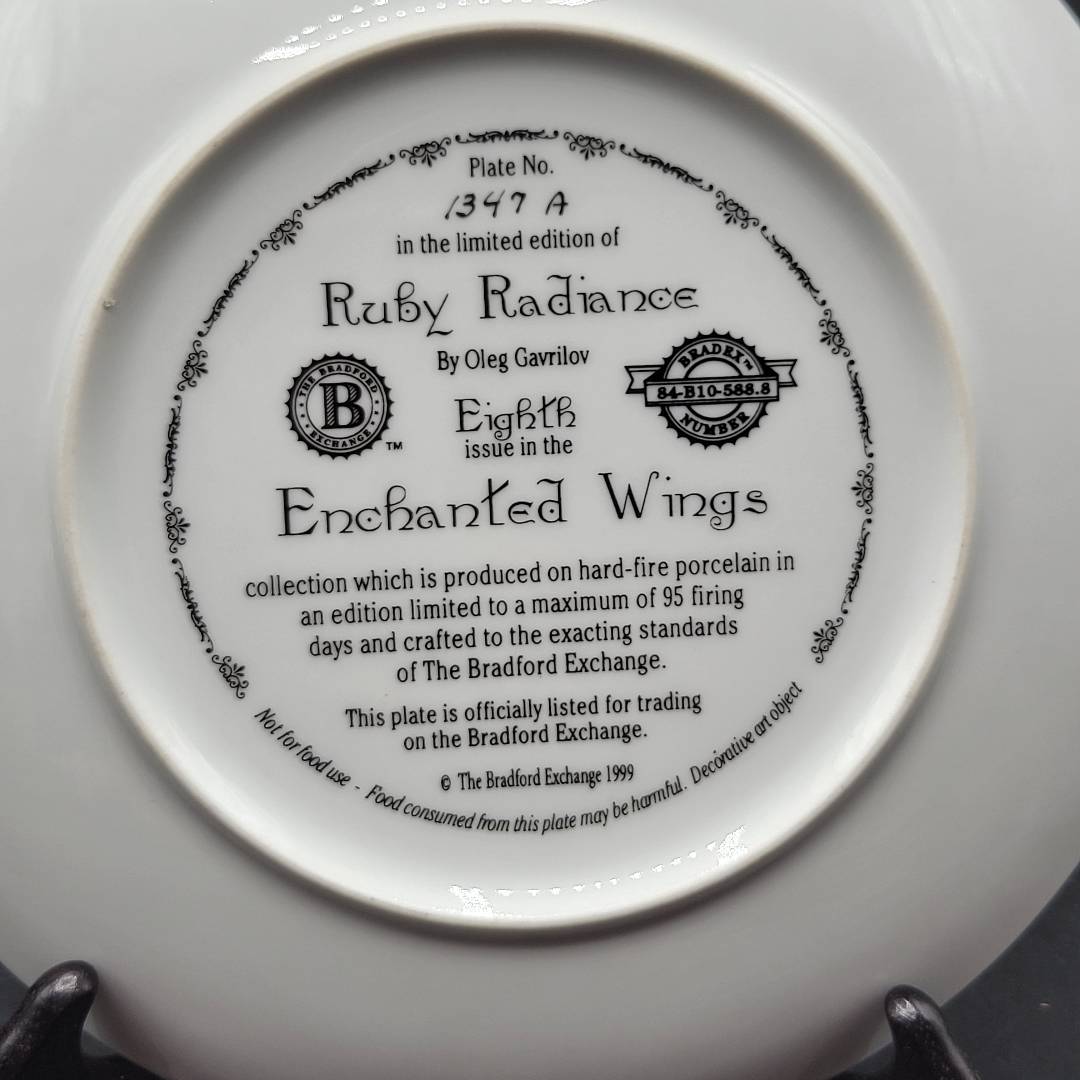 Plate No.
1347 A
in the limited edition of
Ruby Radiance
By Oleg Gavrilov
THE BRADFORD
B
EXCHANGE
™
BRADEX™
84-B10-588.8
NUMBER
Eighth
issue in the
Enchanted Wings
collection which is produced on hard-fire porcelain in
an edition limited to a maximum of 95 firing
days and crafted to the exacting standards
of The Bradford Exchange.
This plate is officially listed for trading
on the Bradford Exchange.
© The Bradford Exchange 1999
Not for food use - Food consumed from this plate may be harmful. Decorative art object